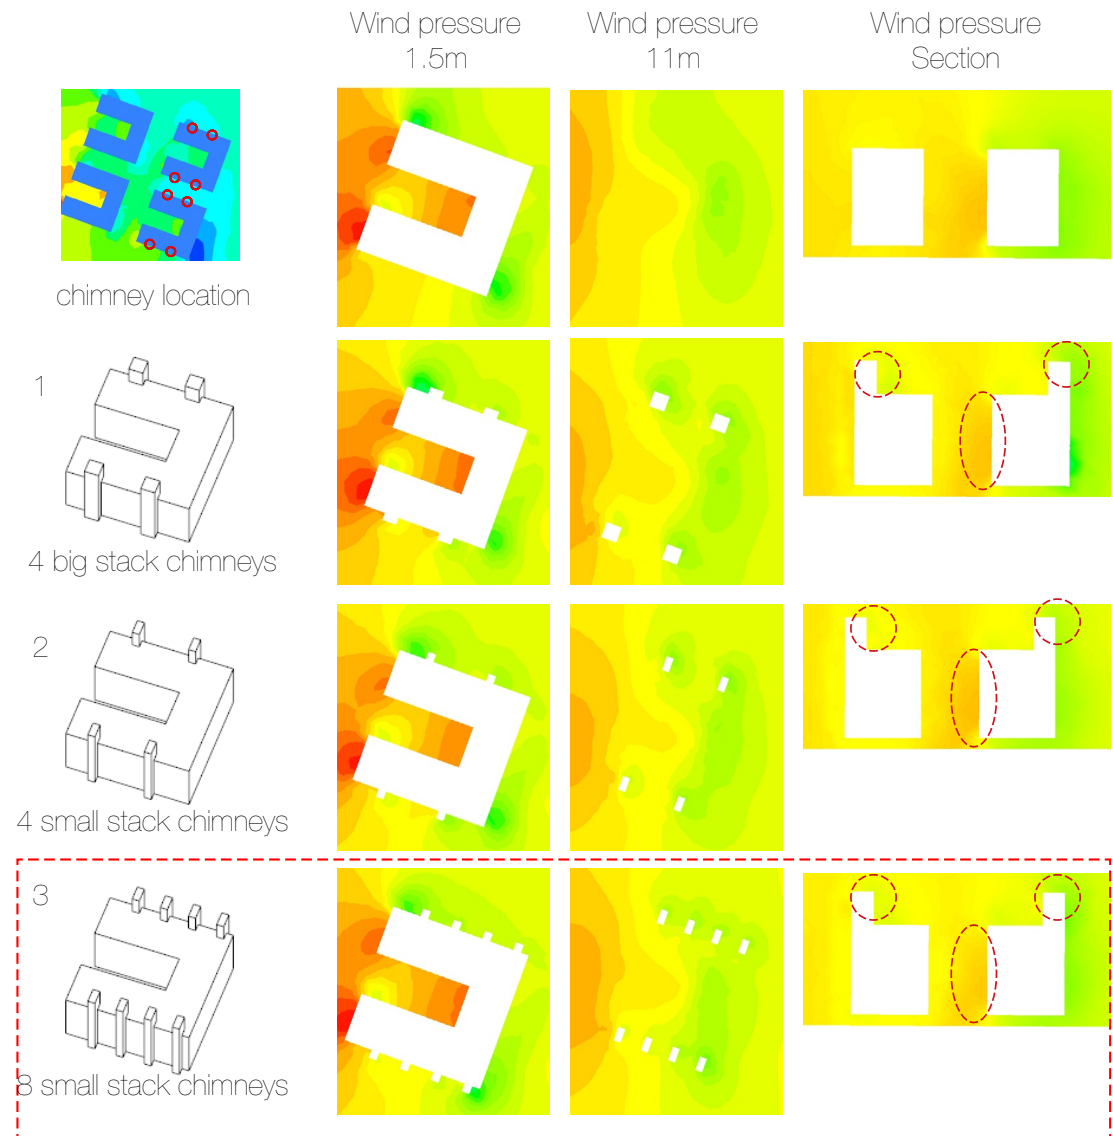 Wind pressure
1.5m
Wind pressure
11m
Wind pressure
Section
chimney location
1
4 big stack chimneys
2
4 small stack chimneys
3
8 small stack chimneys